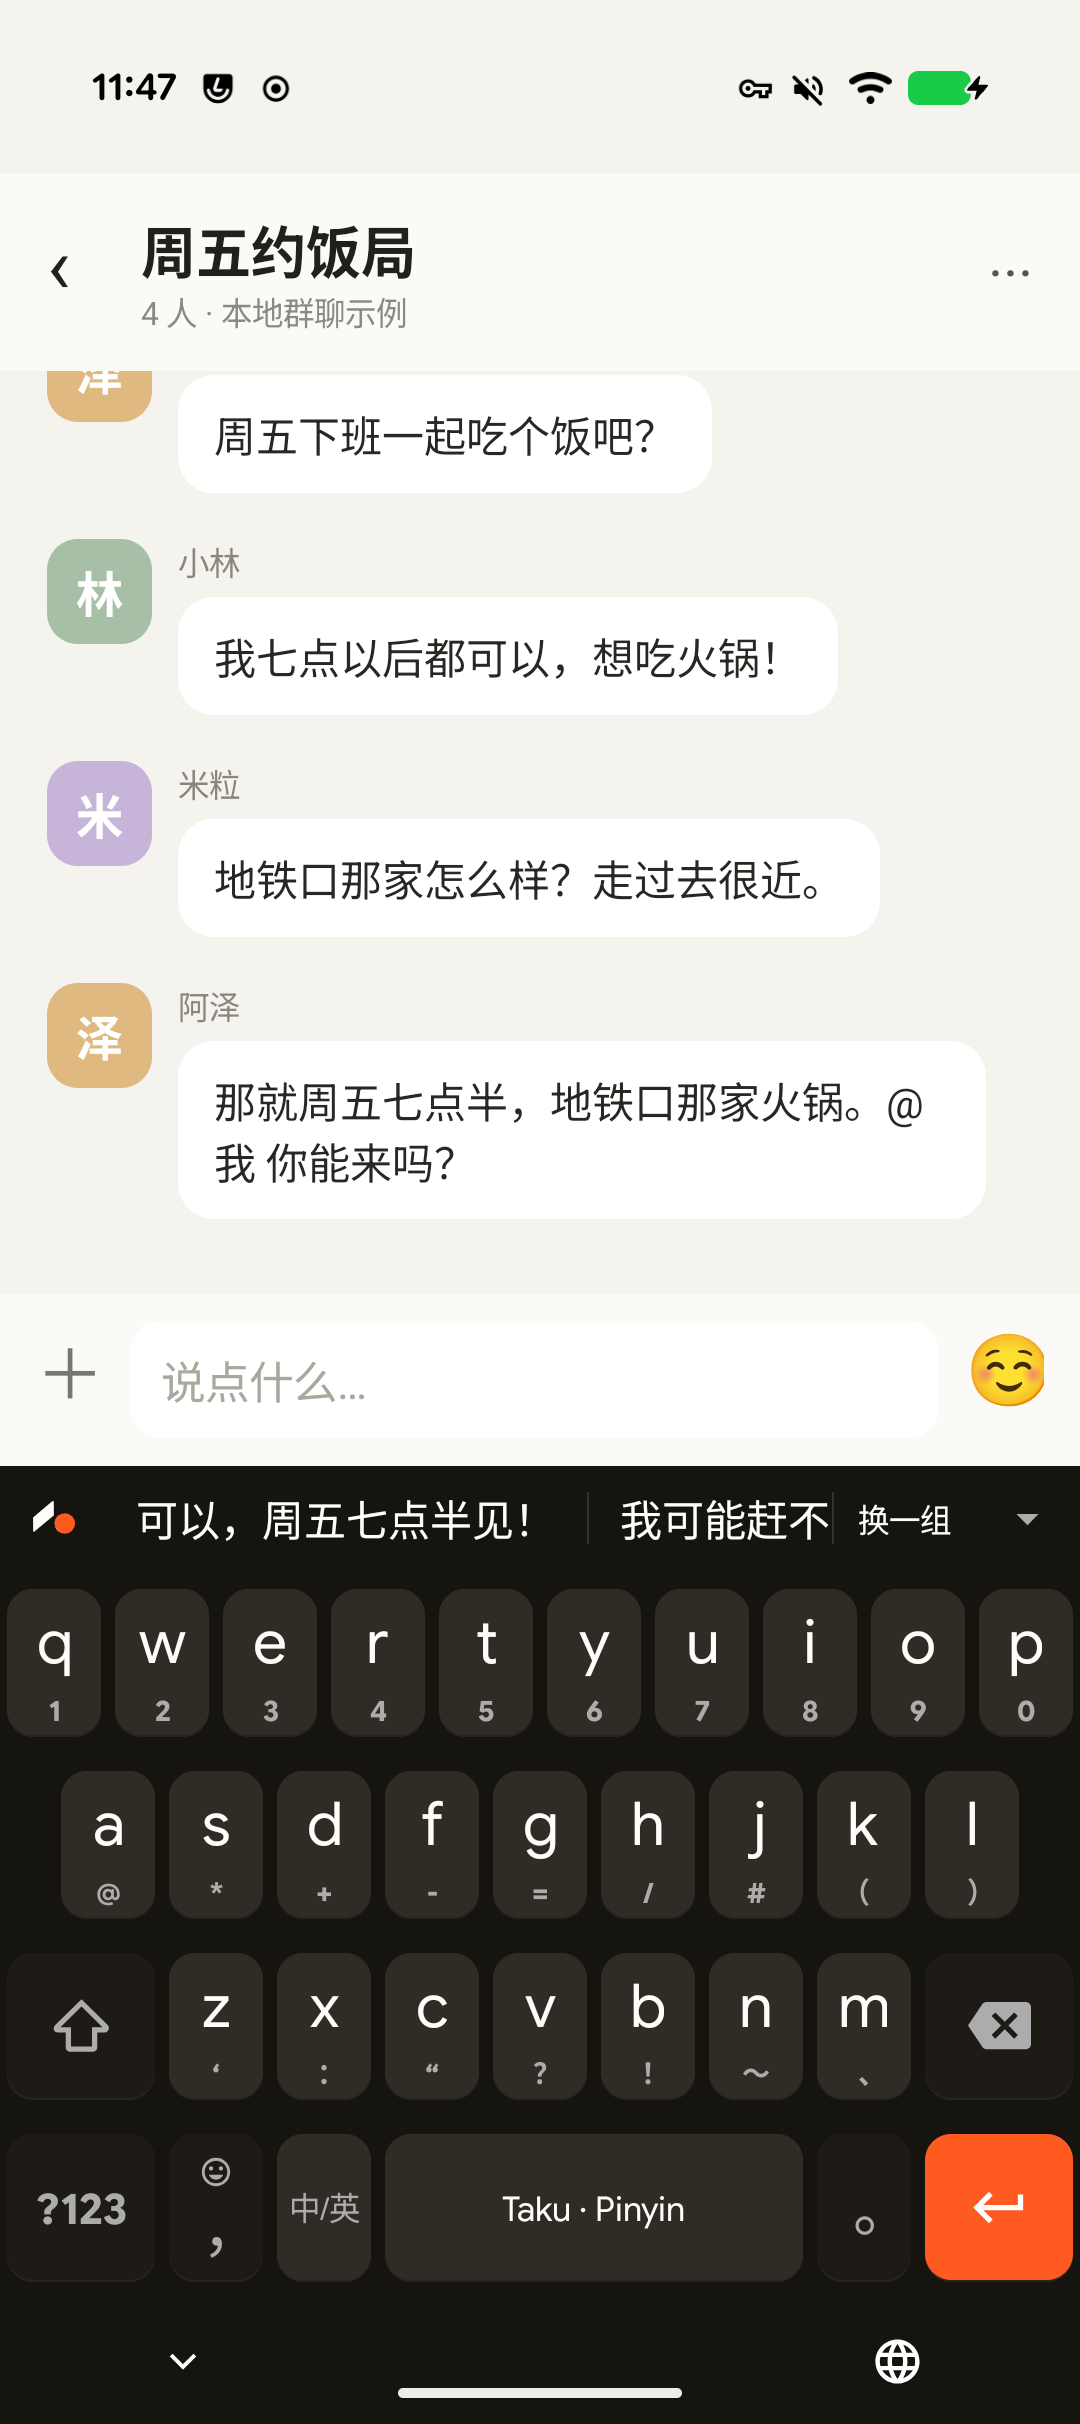 11:47
周五约饭局
4 人 · 本地群聊示例
泽
周五下班一起吃个饭吧？
林
小林
我七点以后都可以，想吃火锅！
米
米粒
地铁口那家怎么样？走过去很近。
泽
阿泽
那就周五七点半，地铁口那家火锅。@
我 你能来吗？
说点什么...
可以，周五七点半见！ 我可能赶不 换一组
q w e r t y u i o p
1 2 3 4 5 6 7 8 9 0
a s d f g h j k l
@ * + - = / # ( )
z x c v b n m
‘ : “ ? ! ～ 、
?123 ， 中/英 Taku · Pinyin 。